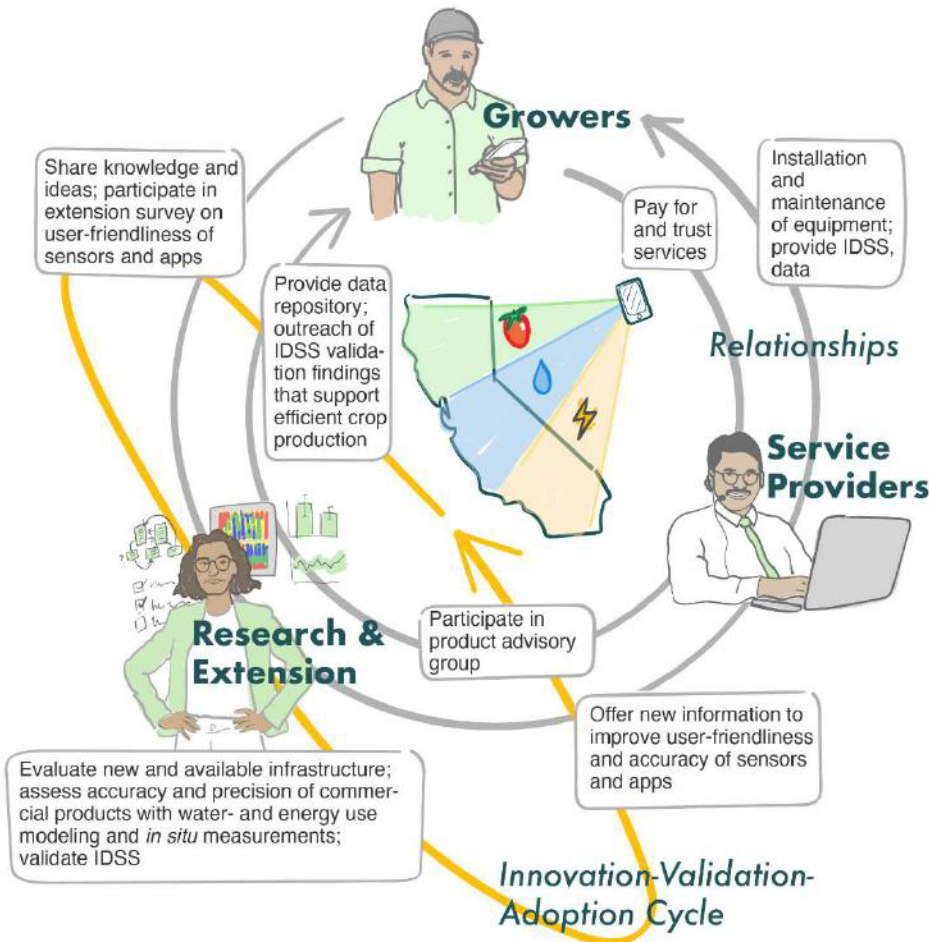 Growers
Share knowledge and
ideas; participate in
extension survey on
user-friendliness of
sensors and apps
Pay for
and trust
services
Installation
and
maintenance
of equipment;
provide IDSS,
data
Provide data
repository;
outreach of
IDSS valida-
tion findings
that support
efficient crop
production
Relationships
Service
Providers
Research &
Extension
Participate in
product advisory
group
Offer new information to
improve user-friendliness
and accuracy of sensors
and apps
Evaluate new and available infrastructure;
assess accuracy and precision of commer-
cial products with water- and energy use
modeling and in situ measurements;
validate IDSS
Innovation-Validation-
Adoption Cycle